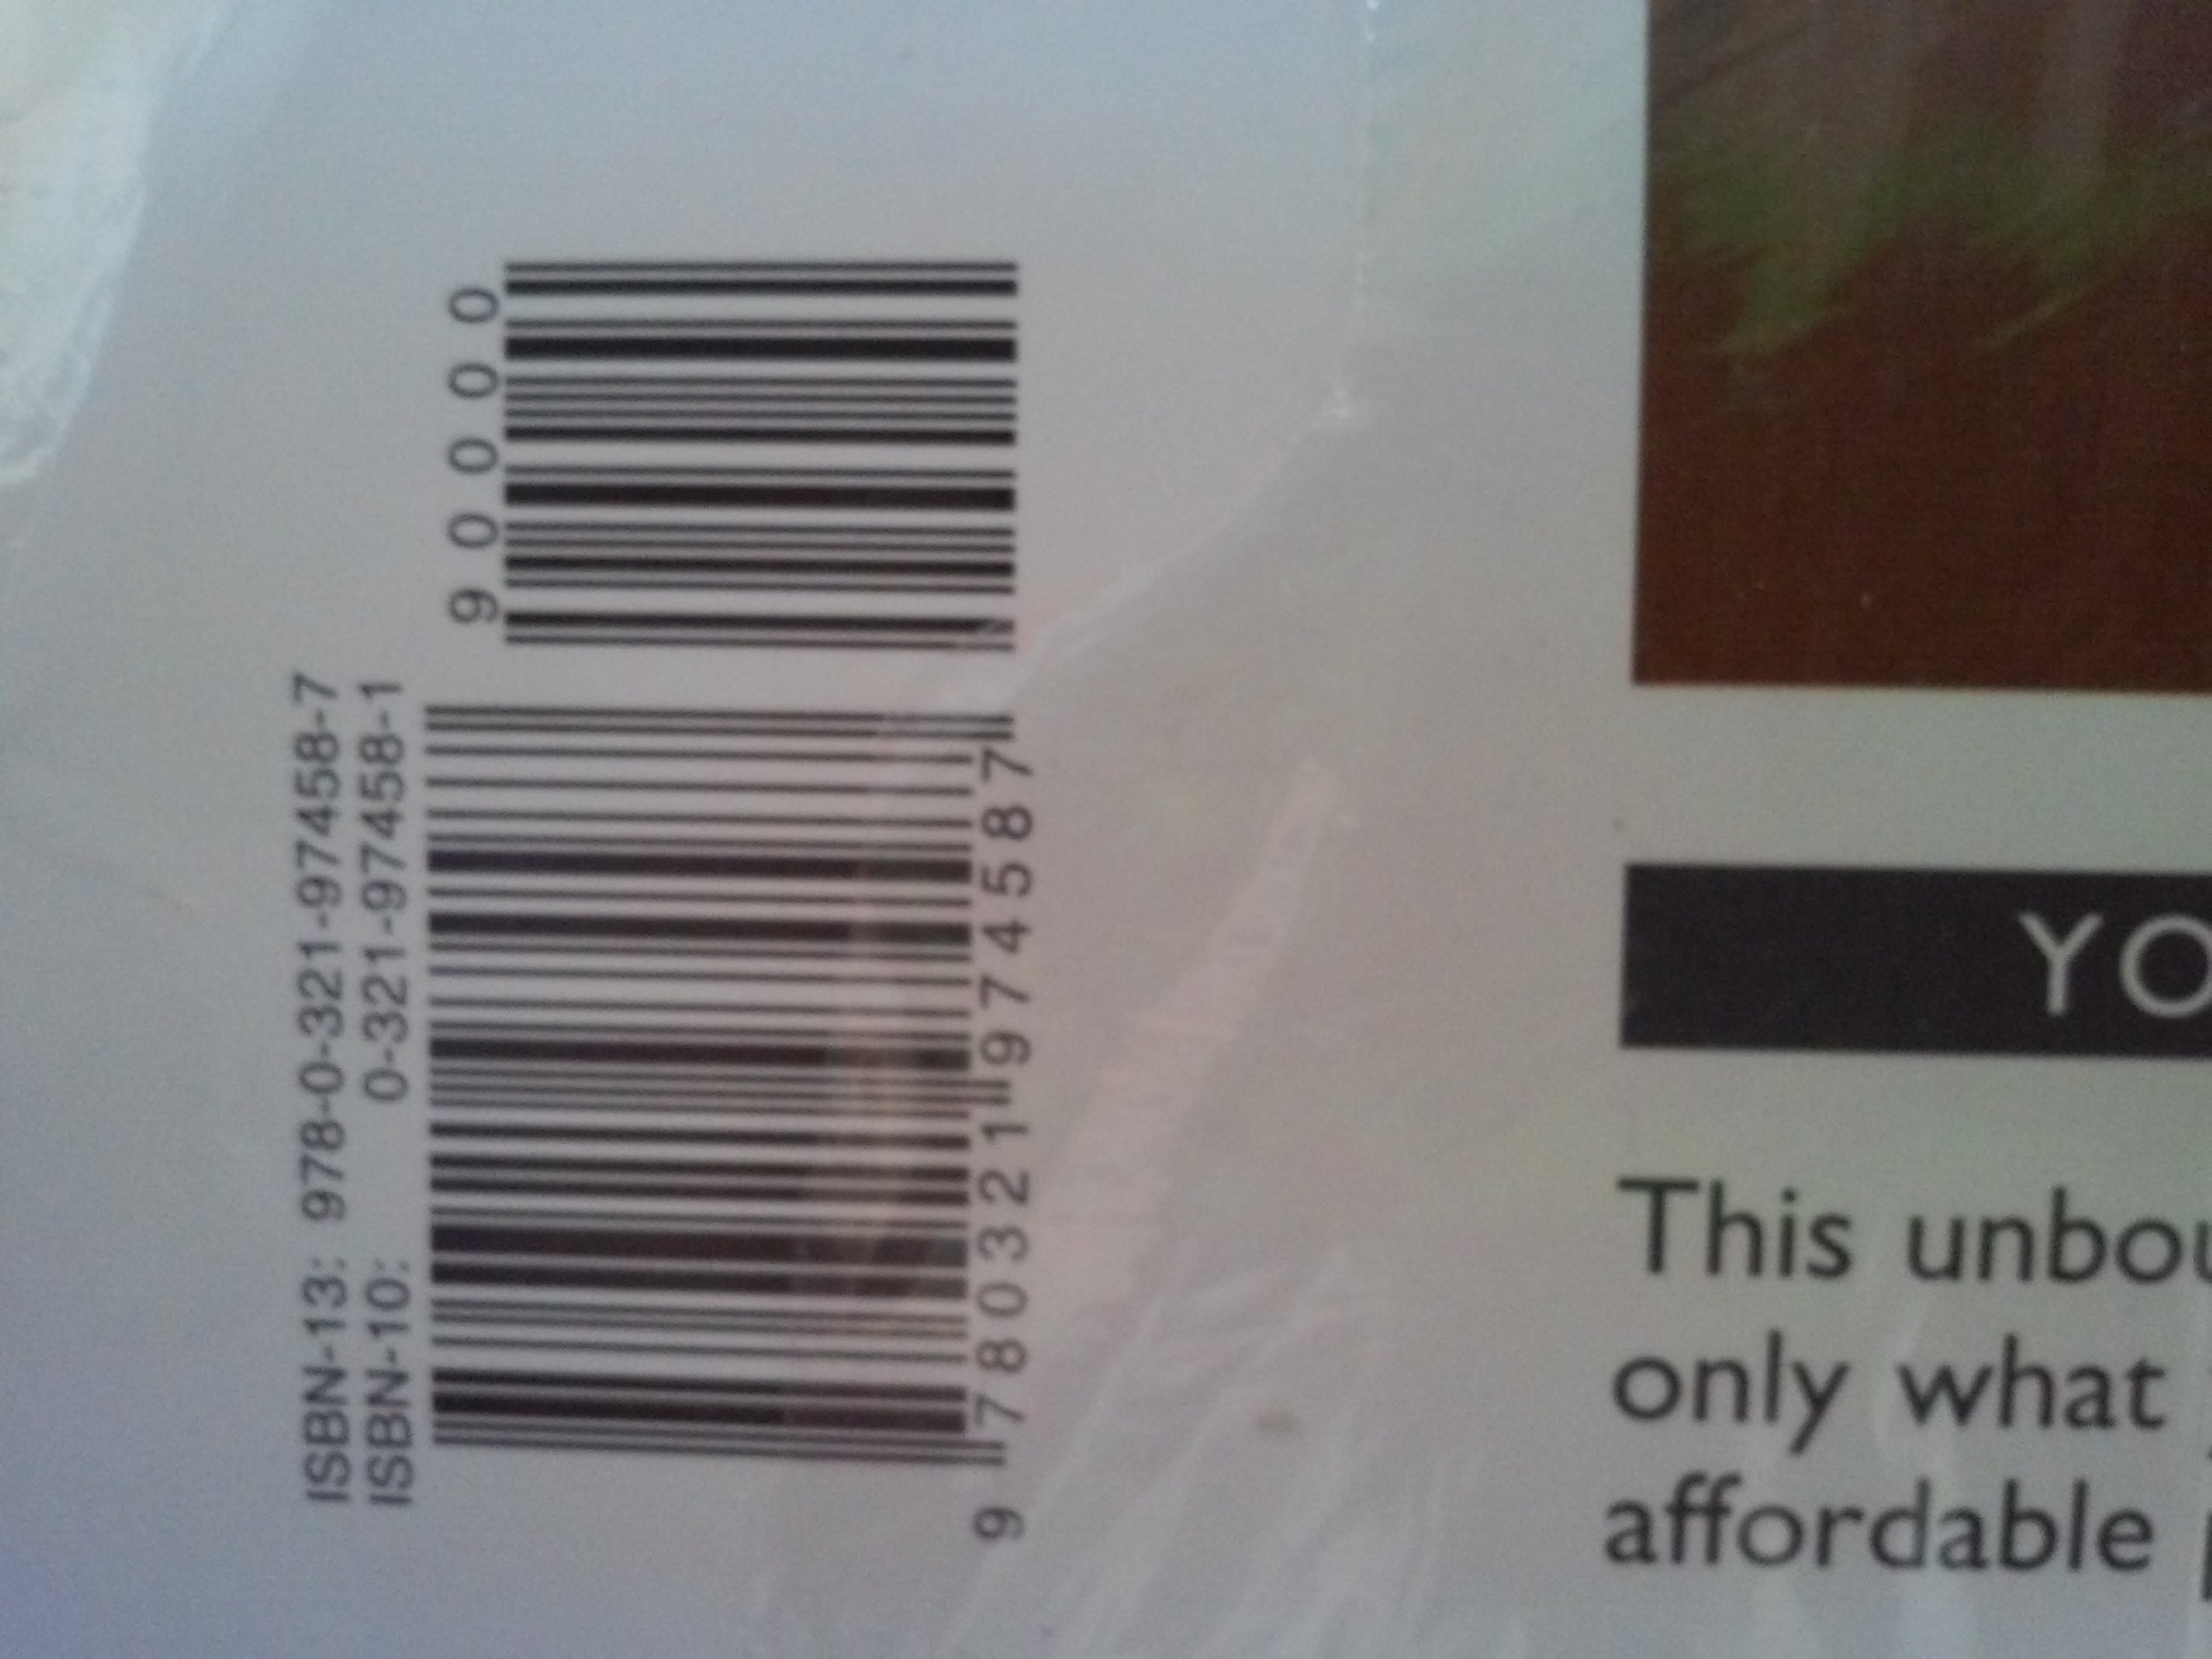 ISBN-13: 978-0-321-97458-7
ISBN-10: 0-321-97458-1
90000
9 780321 974587
YO
This unbou
only what
affordable